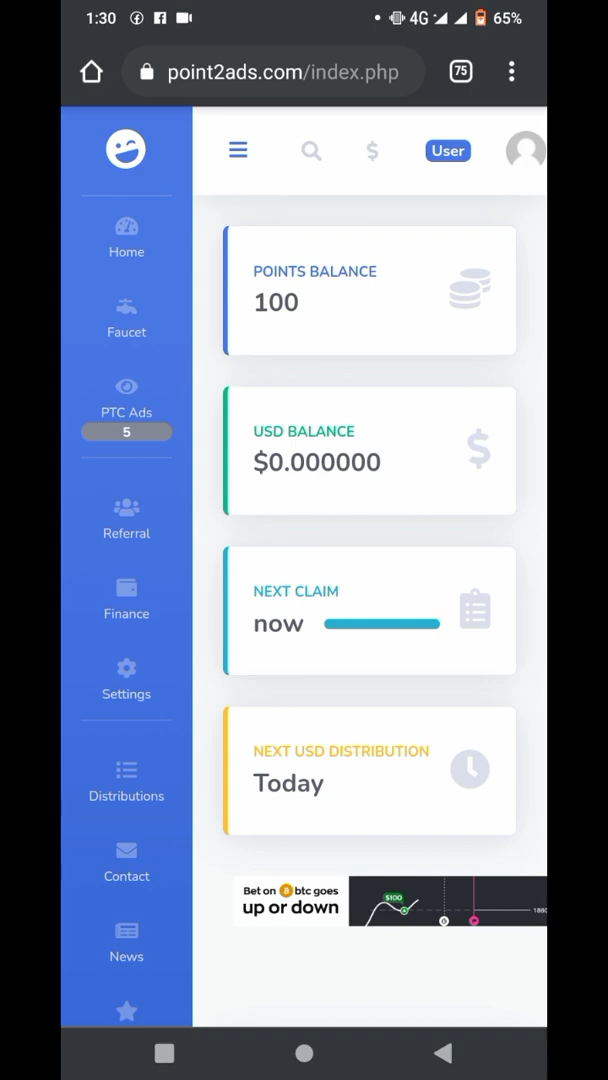 1:30
4G
65%
point2ads.com/index.php
75
User
Home
Faucet
PTC Ads
5
Referral
Finance
Settings
Distributions
Contact
News
POINTS BALANCE
100
USD BALANCE
$0.000000
NEXT CLAIM
now
NEXT USD DISTRIBUTION
Today
Bet on btc goes
up or down
$100